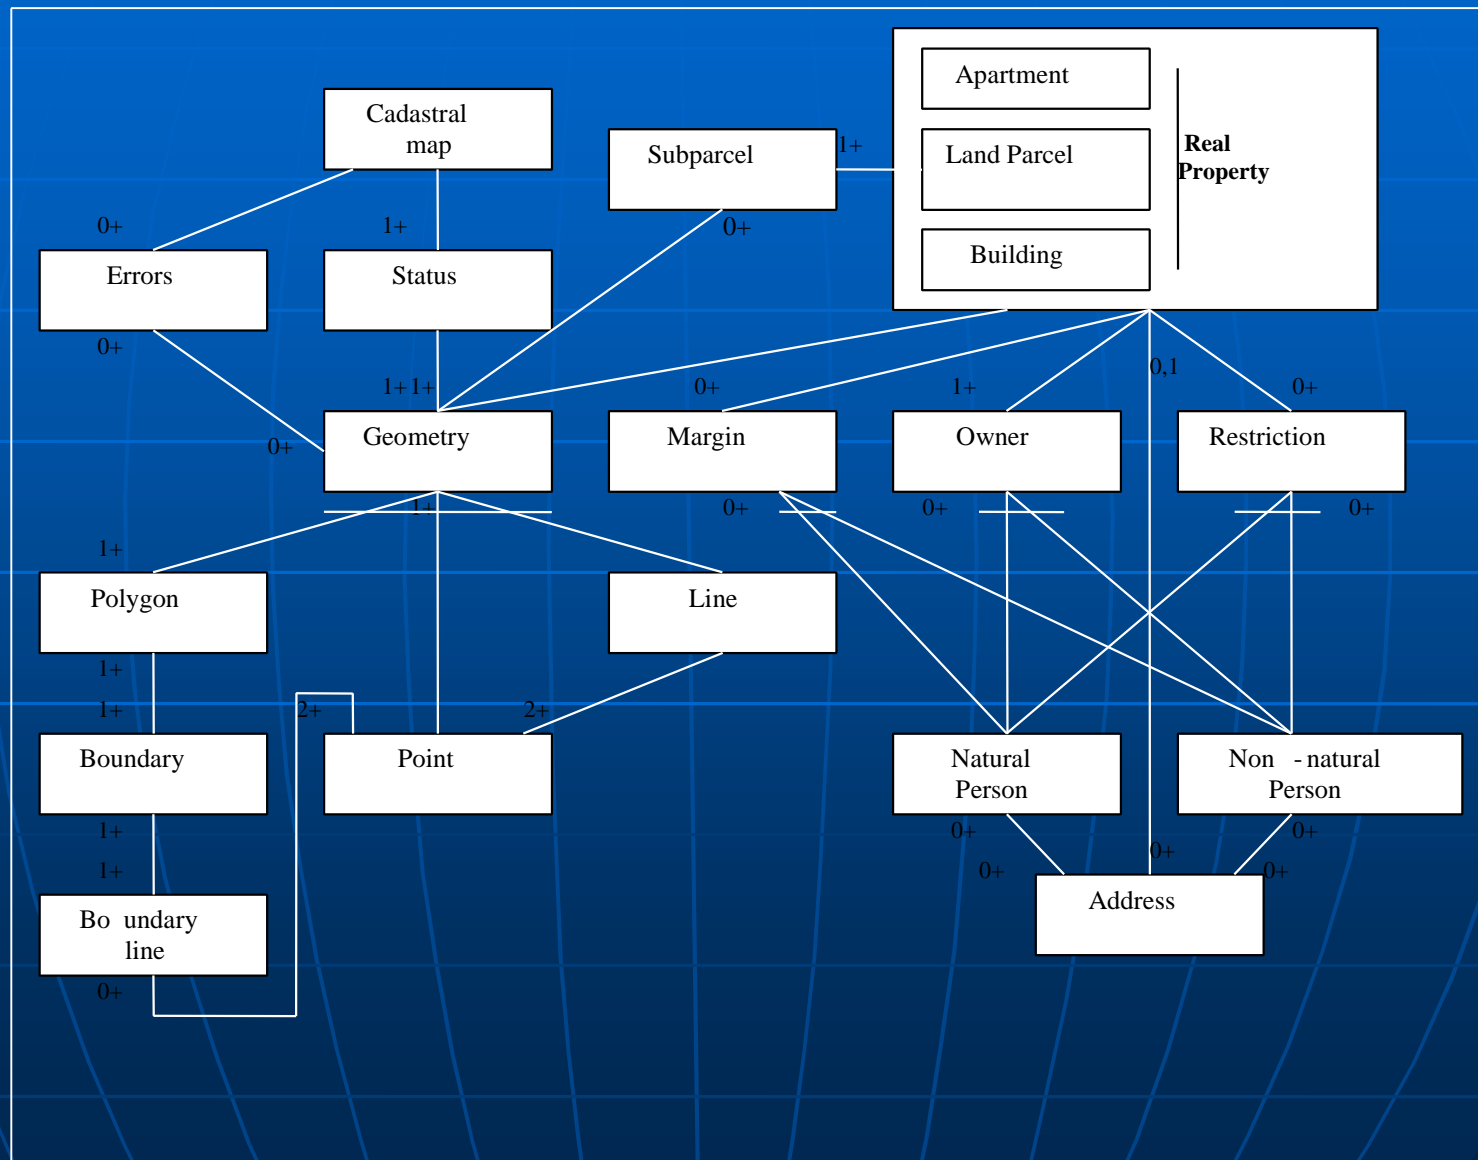 Apartment
Cadastral
map
Subparcel
1+
Land Parcel
Real
Property
0+
1+
0+
Errors
Status
Building
0+
0,1
1+1+
0+
1+
0+
Geometry
Margin
Owner
Restriction
0+
1+
0+
0+
0+
1+
Polygon
Line
1+
1+
2+
2+
Boundary
Point
Natural
Person
Non - natural
Person
1+
0+
0+
0+
1+
0+
0+
Bo undary
line
Address
0+